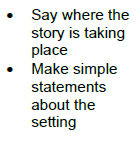 • Say where the
story is taking
place
• Make simple
statements
about the
setting